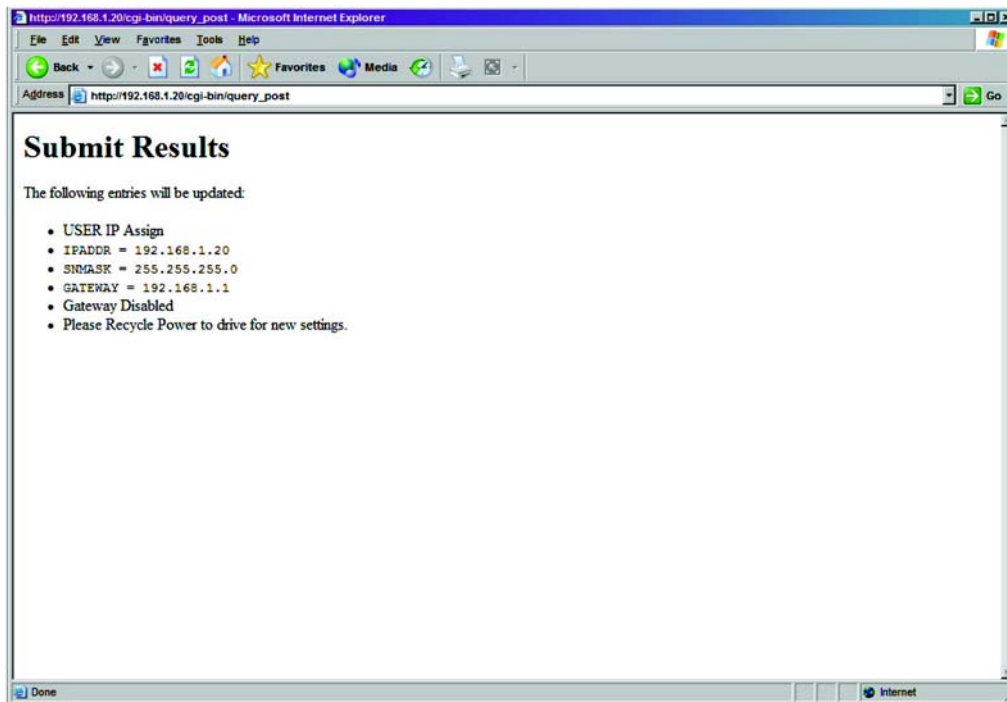 http://192.168.1.20/cgi-bin/query_post - Microsoft Internet Explorer
File Edit View Favorites Tools Help
Back Favorites Media
Address http://192.168.1.20/cgi-bin/query_post Go
Submit Results
The following entries will be updated:
• USER IP Assign
• IPADDR = 192.168.1.20
• SNMASK = 255.255.255.0
• GATEWAY = 192.168.1.1
• Gateway Disabled
• Please Recycle Power to drive for new settings.
Done Internet